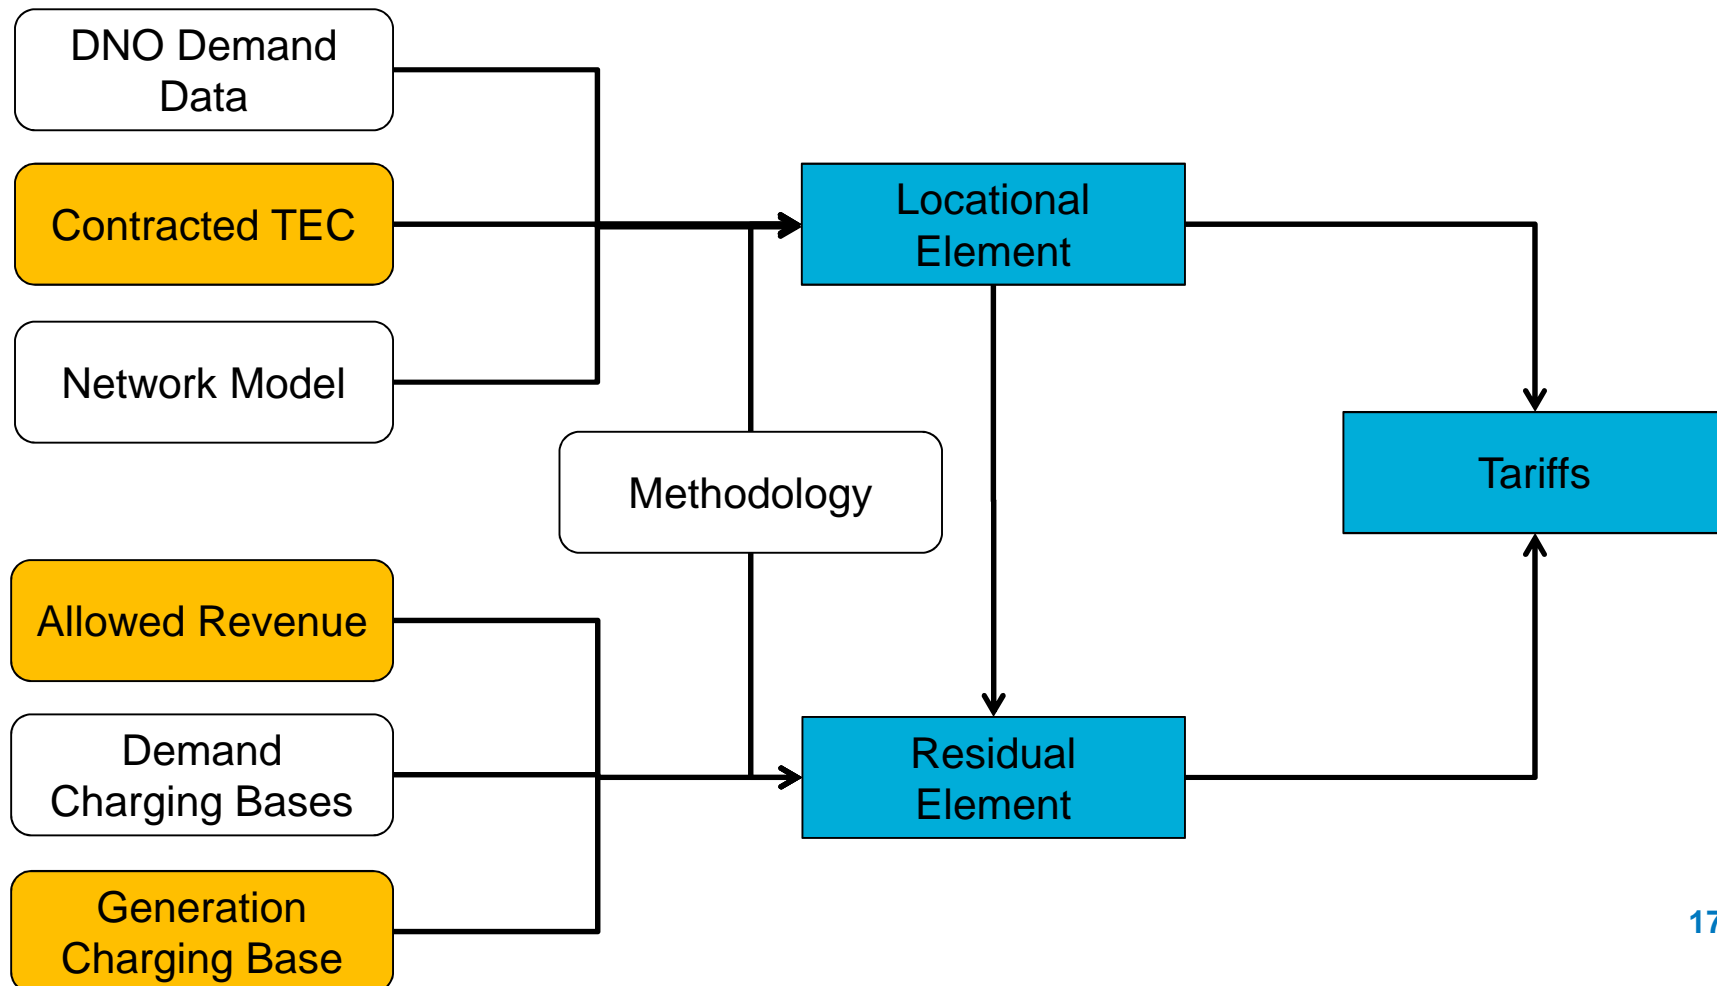 DNO Demand
Data
Contracted TEC
Network Model
Locational
Element
Methodology
Tariffs
Allowed Revenue
Demand
Charging Bases
Generation
Charging Base
Residual
Element
17